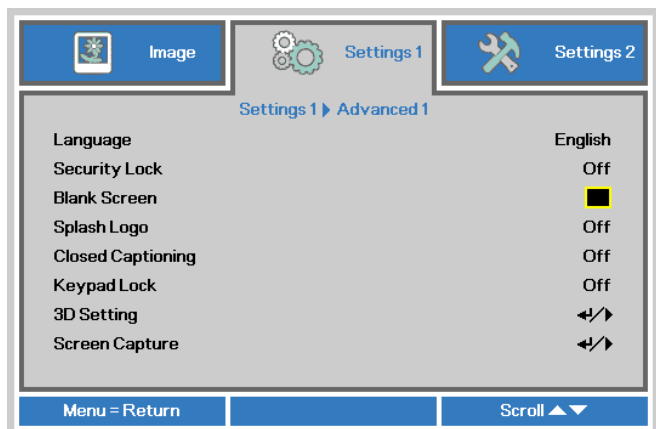 Image Settings 1 Settings 2
Settings 1 Advanced 1
Language English
Security Lock Off
Blank Screen
Splash Logo Off
Closed Captioning Off
Keypad Lock Off
3D Setting
Screen Capture
Menu = Return Scroll